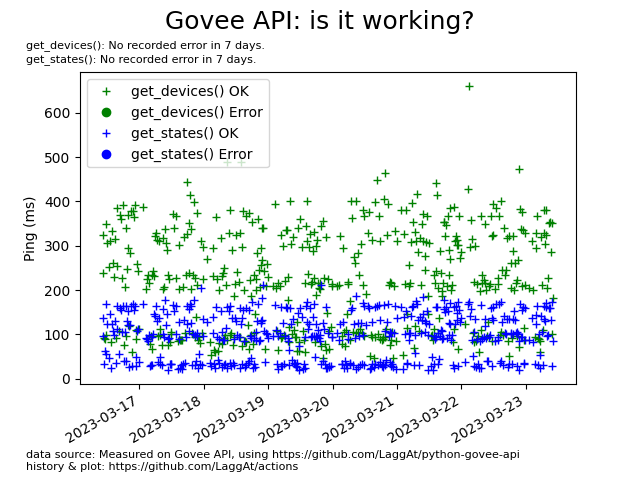 Govee API: is it working?
get_devices(): No recorded error in 7 days.
get_states(): No recorded error in 7 days.
get_devices() OK
get_devices() Error
get_states() OK
get_states() Error
Ping (ms)
600
500
400
300
200
100
0
2023-03-17
2023-03-18
2023-03-19
2023-03-20
2023-03-21
2023-03-22
2023-03-23
data source: Measured on Govee API, using https://github.com/LaggAt/python-govee-api
history & plot: https://github.com/LaggAt/actions